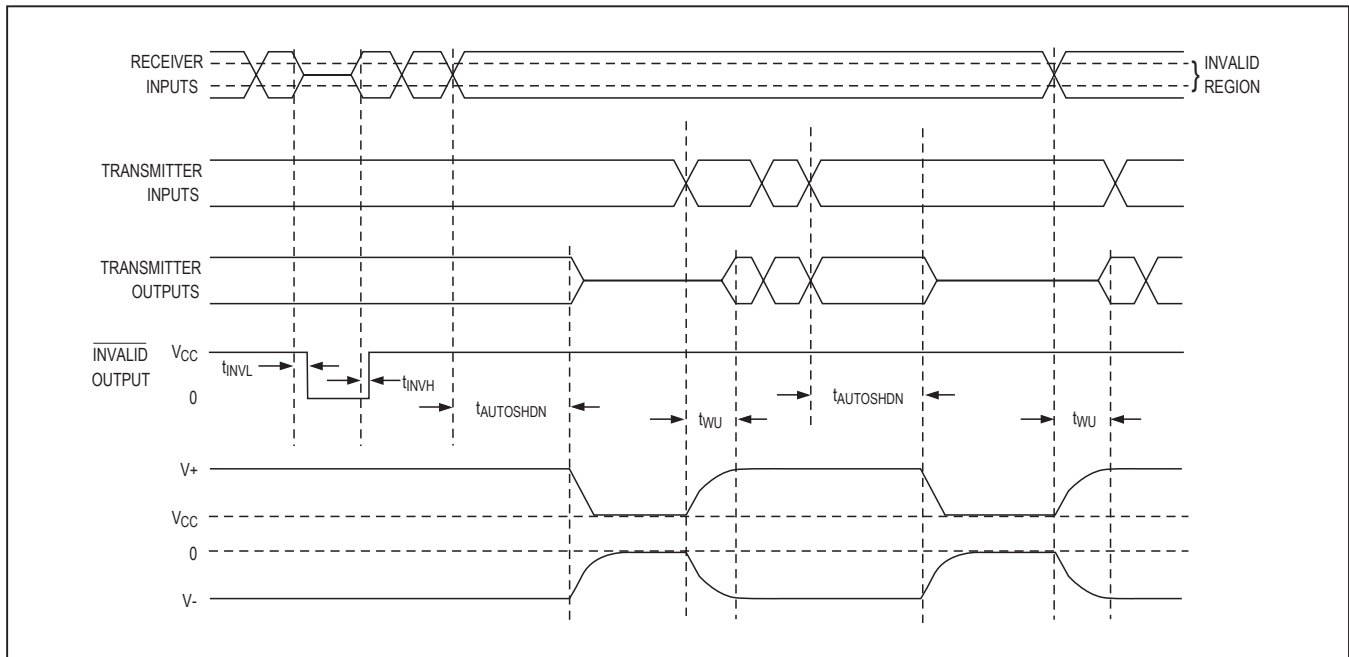 RECEIVER
INPUTS
} INVALID
REGION
TRANSMITTER
INPUTS
TRANSMITTER
OUTPUTS
INVALID
OUTPUT
VCC
0
tINVL
tINVH
tAUTOSHDN
tWU
tAUTOSHDN
tWU
V+
VCC
0
V-